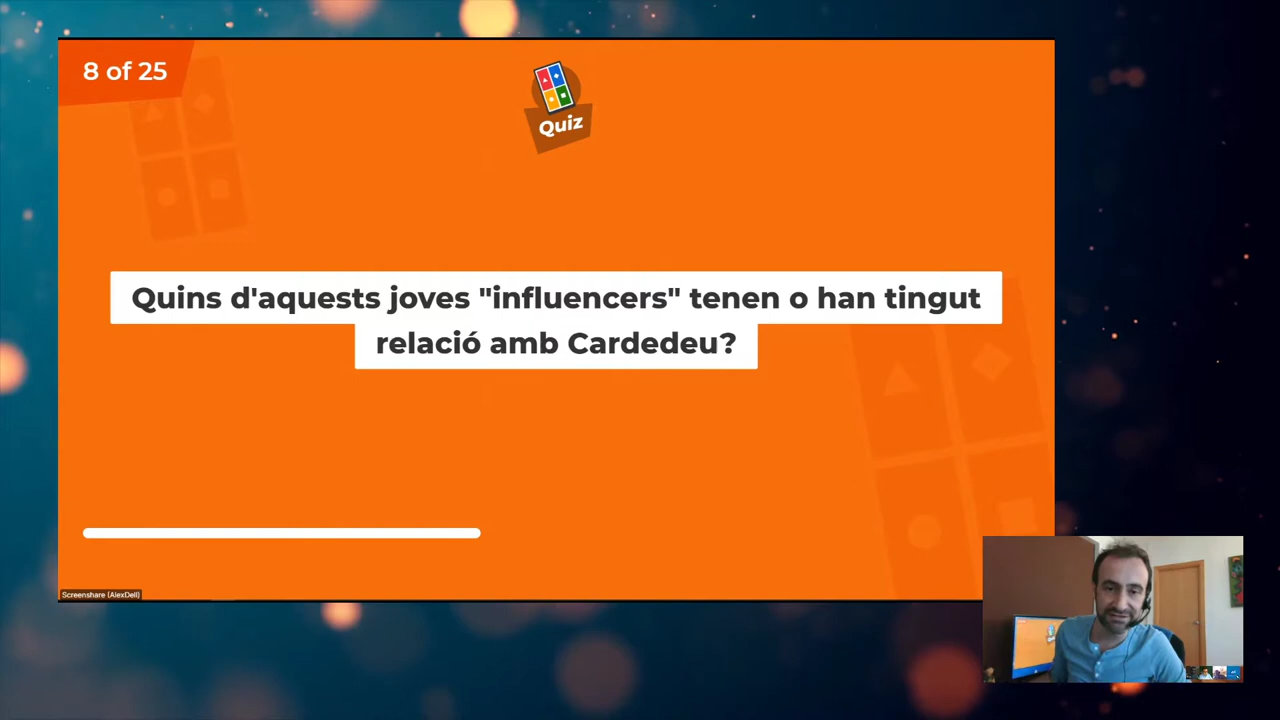 8 of 25
Quiz
Quins d'aquests joves "influencers" tenen o han tingut
relació amb Cardedeu?
Screenshare (AlexDell)